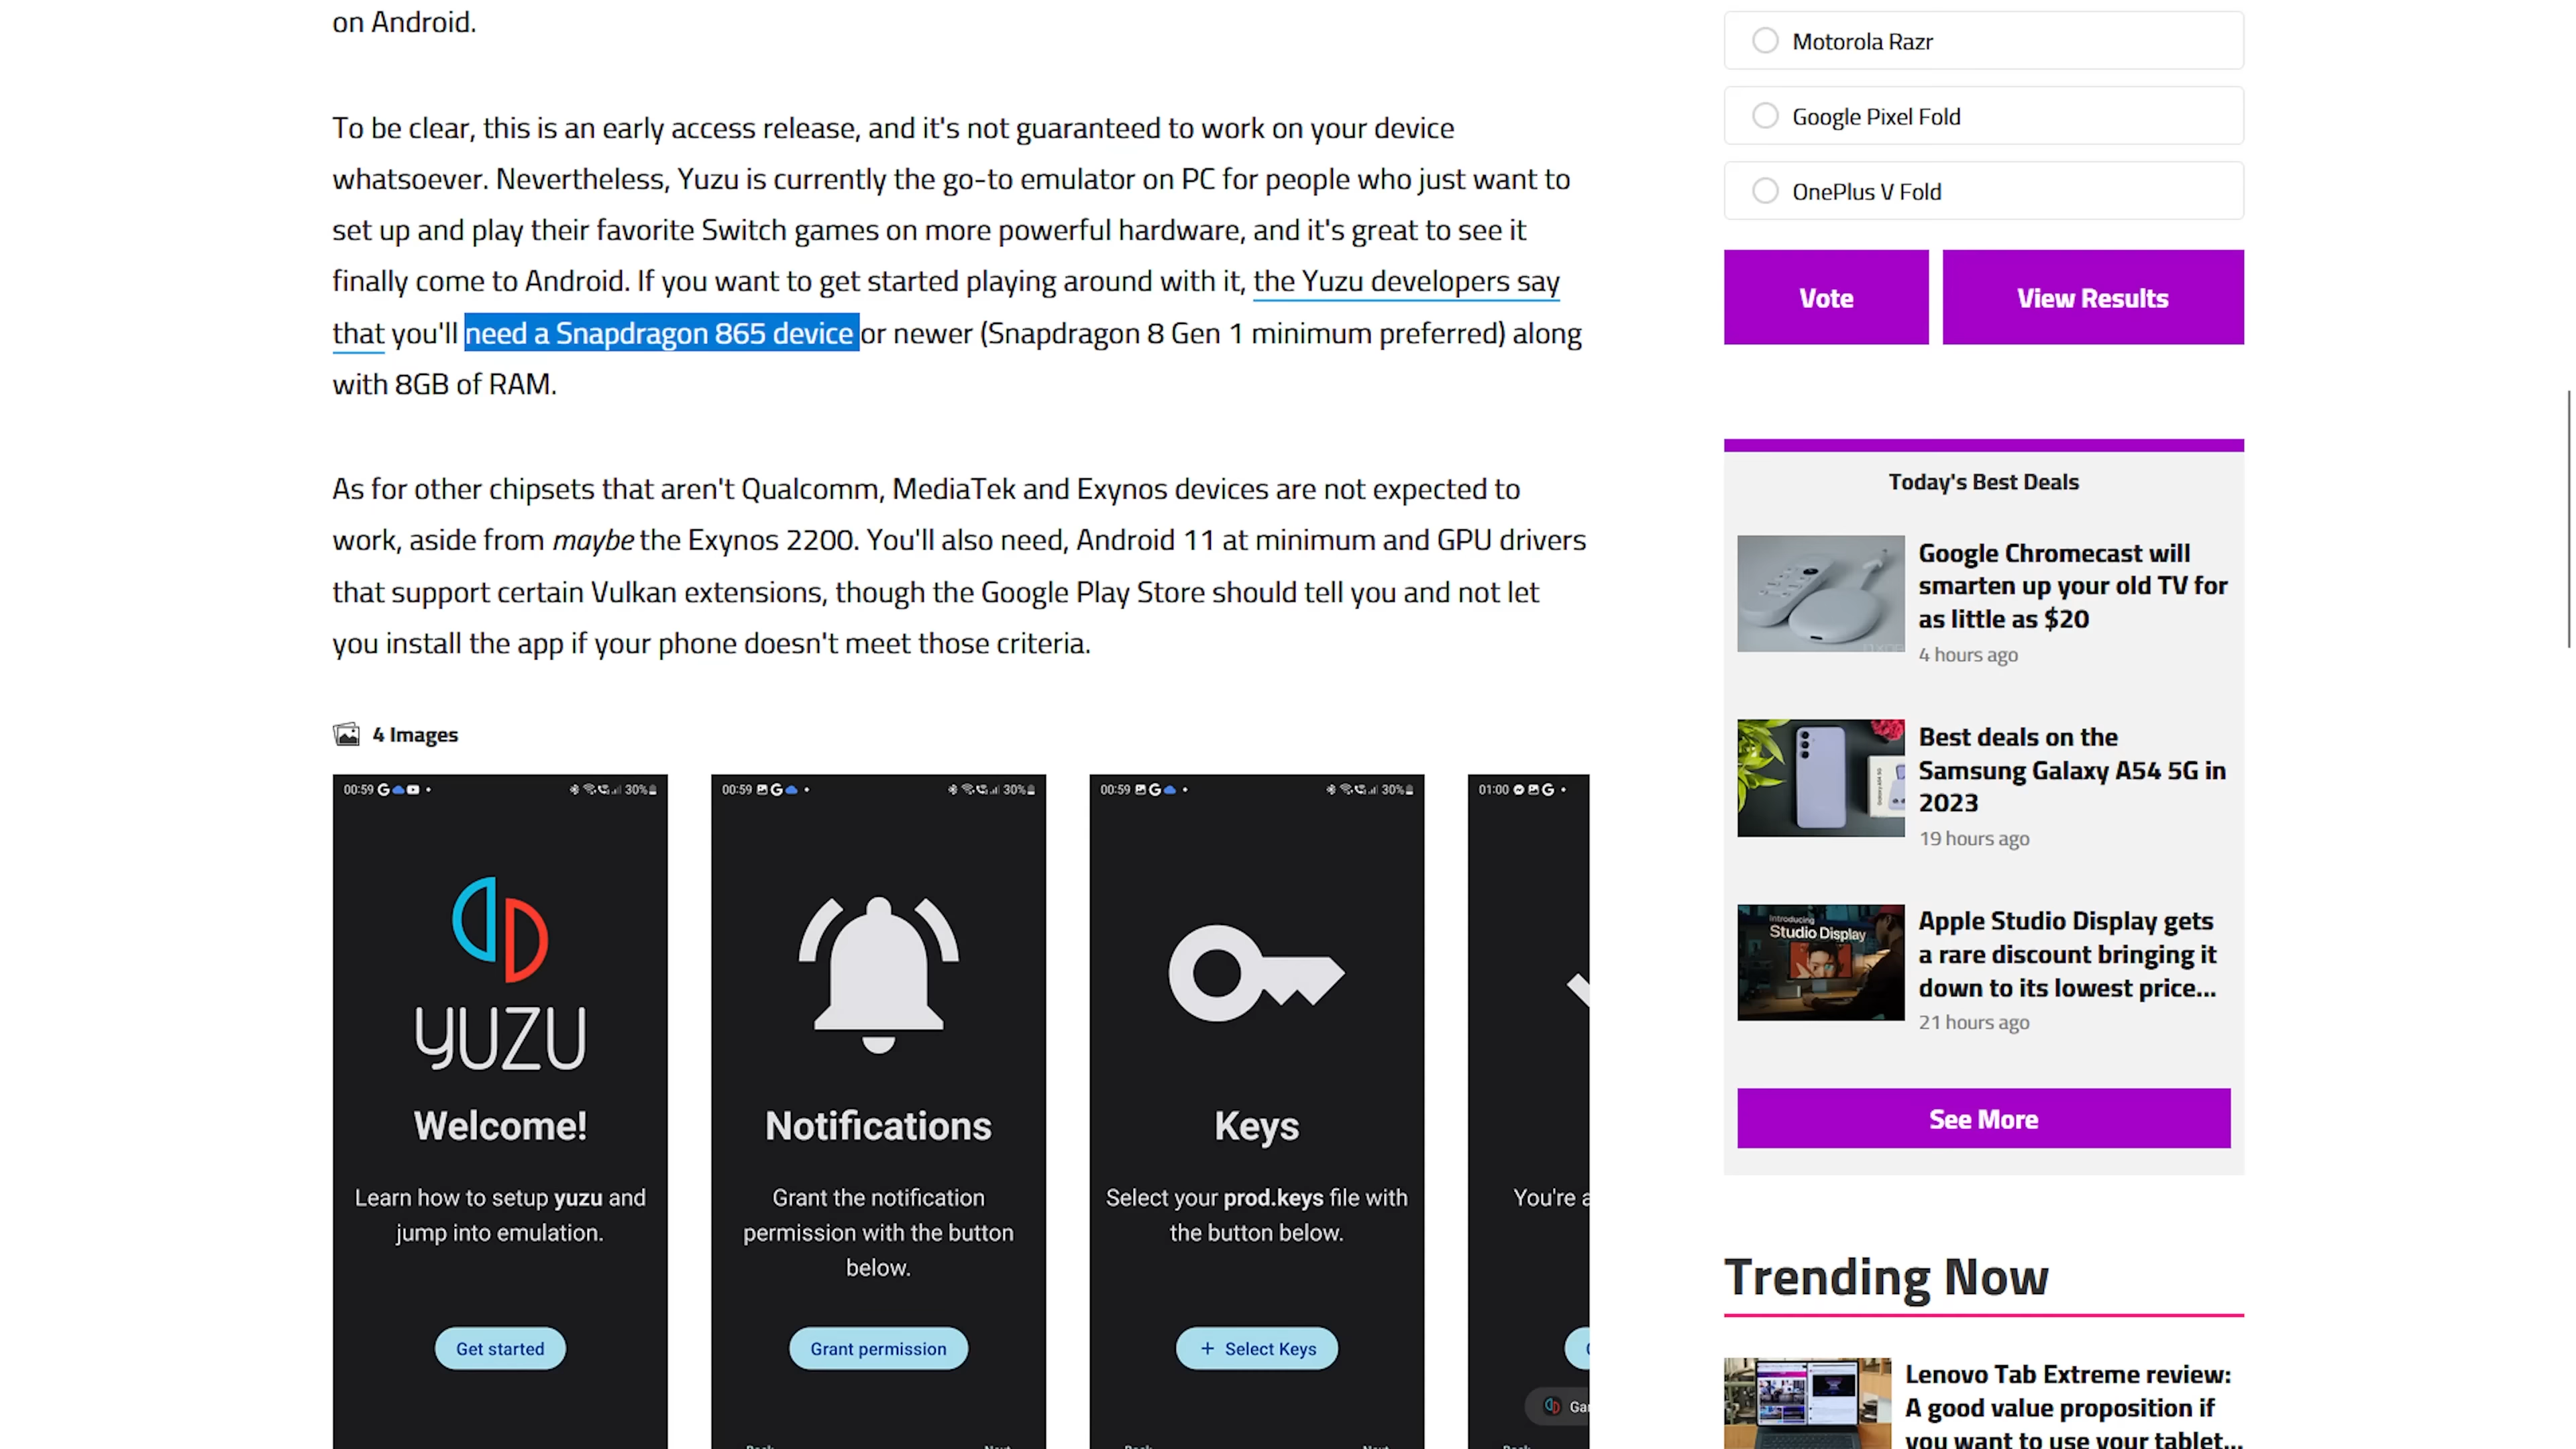 on Android.
To be clear, this is an early access release, and it's not guaranteed to work on your device
whatsoever. Nevertheless, Yuzu is currently the go-to emulator on PC for people who just want to
set up and play their favorite Switch games on more powerful hardware, and it's great to see it
finally come to Android. If you want to get started playing around with it, the Yuzu developers say
that you'll need a Snapdragon 865 device or newer (Snapdragon 8 Gen 1 minimum preferred) along
with 8GB of RAM.
As for other chipsets that aren't Qualcomm, MediaTek and Exynos devices are not expected to
work, aside from maybe the Exynos 2200. You'll also need, Android 11 at minimum and GPU drivers
that support certain Vulkan extensions, though the Google Play Store should tell you and not let
you install the app if your phone doesn't meet those criteria.
4 Images
00:59
30%
YUZU
Welcome!
Learn how to setup yuzu and
jump into emulation.
Get started
00:59
30%
Notifications
Grant the notification
permission with the button
below.
Grant permission
00:59
30%
Keys
Select your prod.keys file with
the button below.
+ Select Keys
01:00
You're a
Ga
Motorola Razr
Google Pixel Fold
OnePlus V Fold
Vote
View Results
Today's Best Deals
Google Chromecast will
smarten up your old TV for
as little as $20
4 hours ago
Best deals on the
Samsung Galaxy A54 5G in
2023
19 hours ago
Introducing
Studio Display
Apple Studio Display gets
a rare discount bringing it
down to its lowest price...
21 hours ago
See More
Trending Now
Lenovo Tab Extreme review:
A good value proposition if
you want to use your tablet...